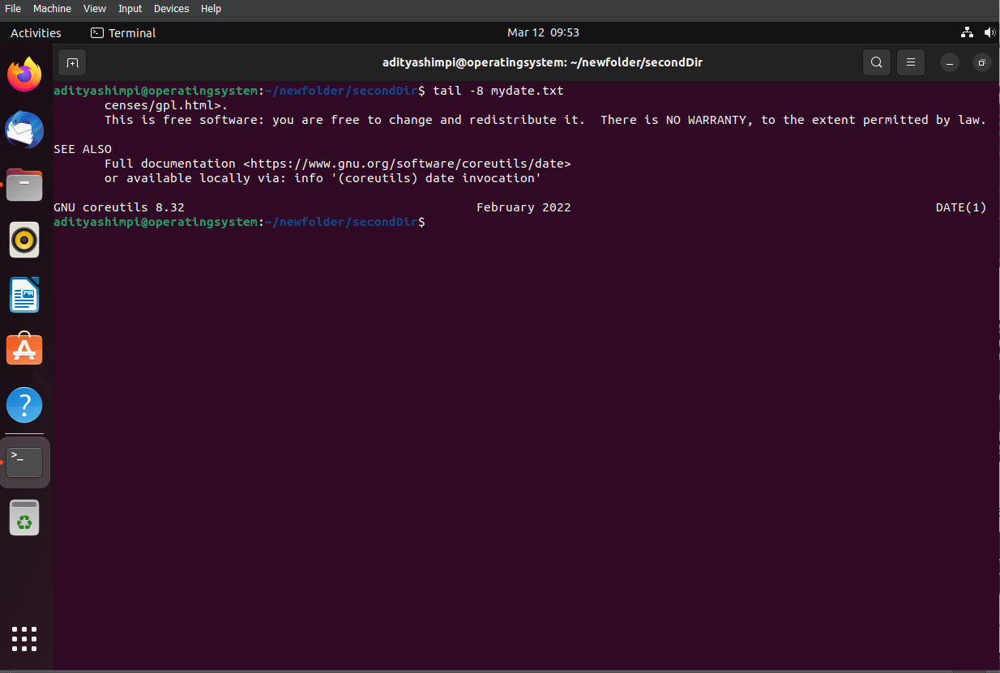 File Machine View Input Devices Help
Activities Terminal Mar 12 09:53
adityashimpi@operatingsystem: ~/newfolder/secondDir
adityashimpi@operatingsystem:~/newfolder/secondDir$ tail -8 mydate.txt
censes/gpl.html>.
This is free software: you are free to change and redistribute it.  There is NO WARRANTY, to the extent permitted by law.
SEE ALSO
Full documentation <https://www.gnu.org/software/coreutils/date>
or available locally via: info '(coreutils) date invocation'
GNU coreutils 8.32 February 2022 DATE(1)
adityashimpi@operatingsystem:~/newfolder/secondDir$